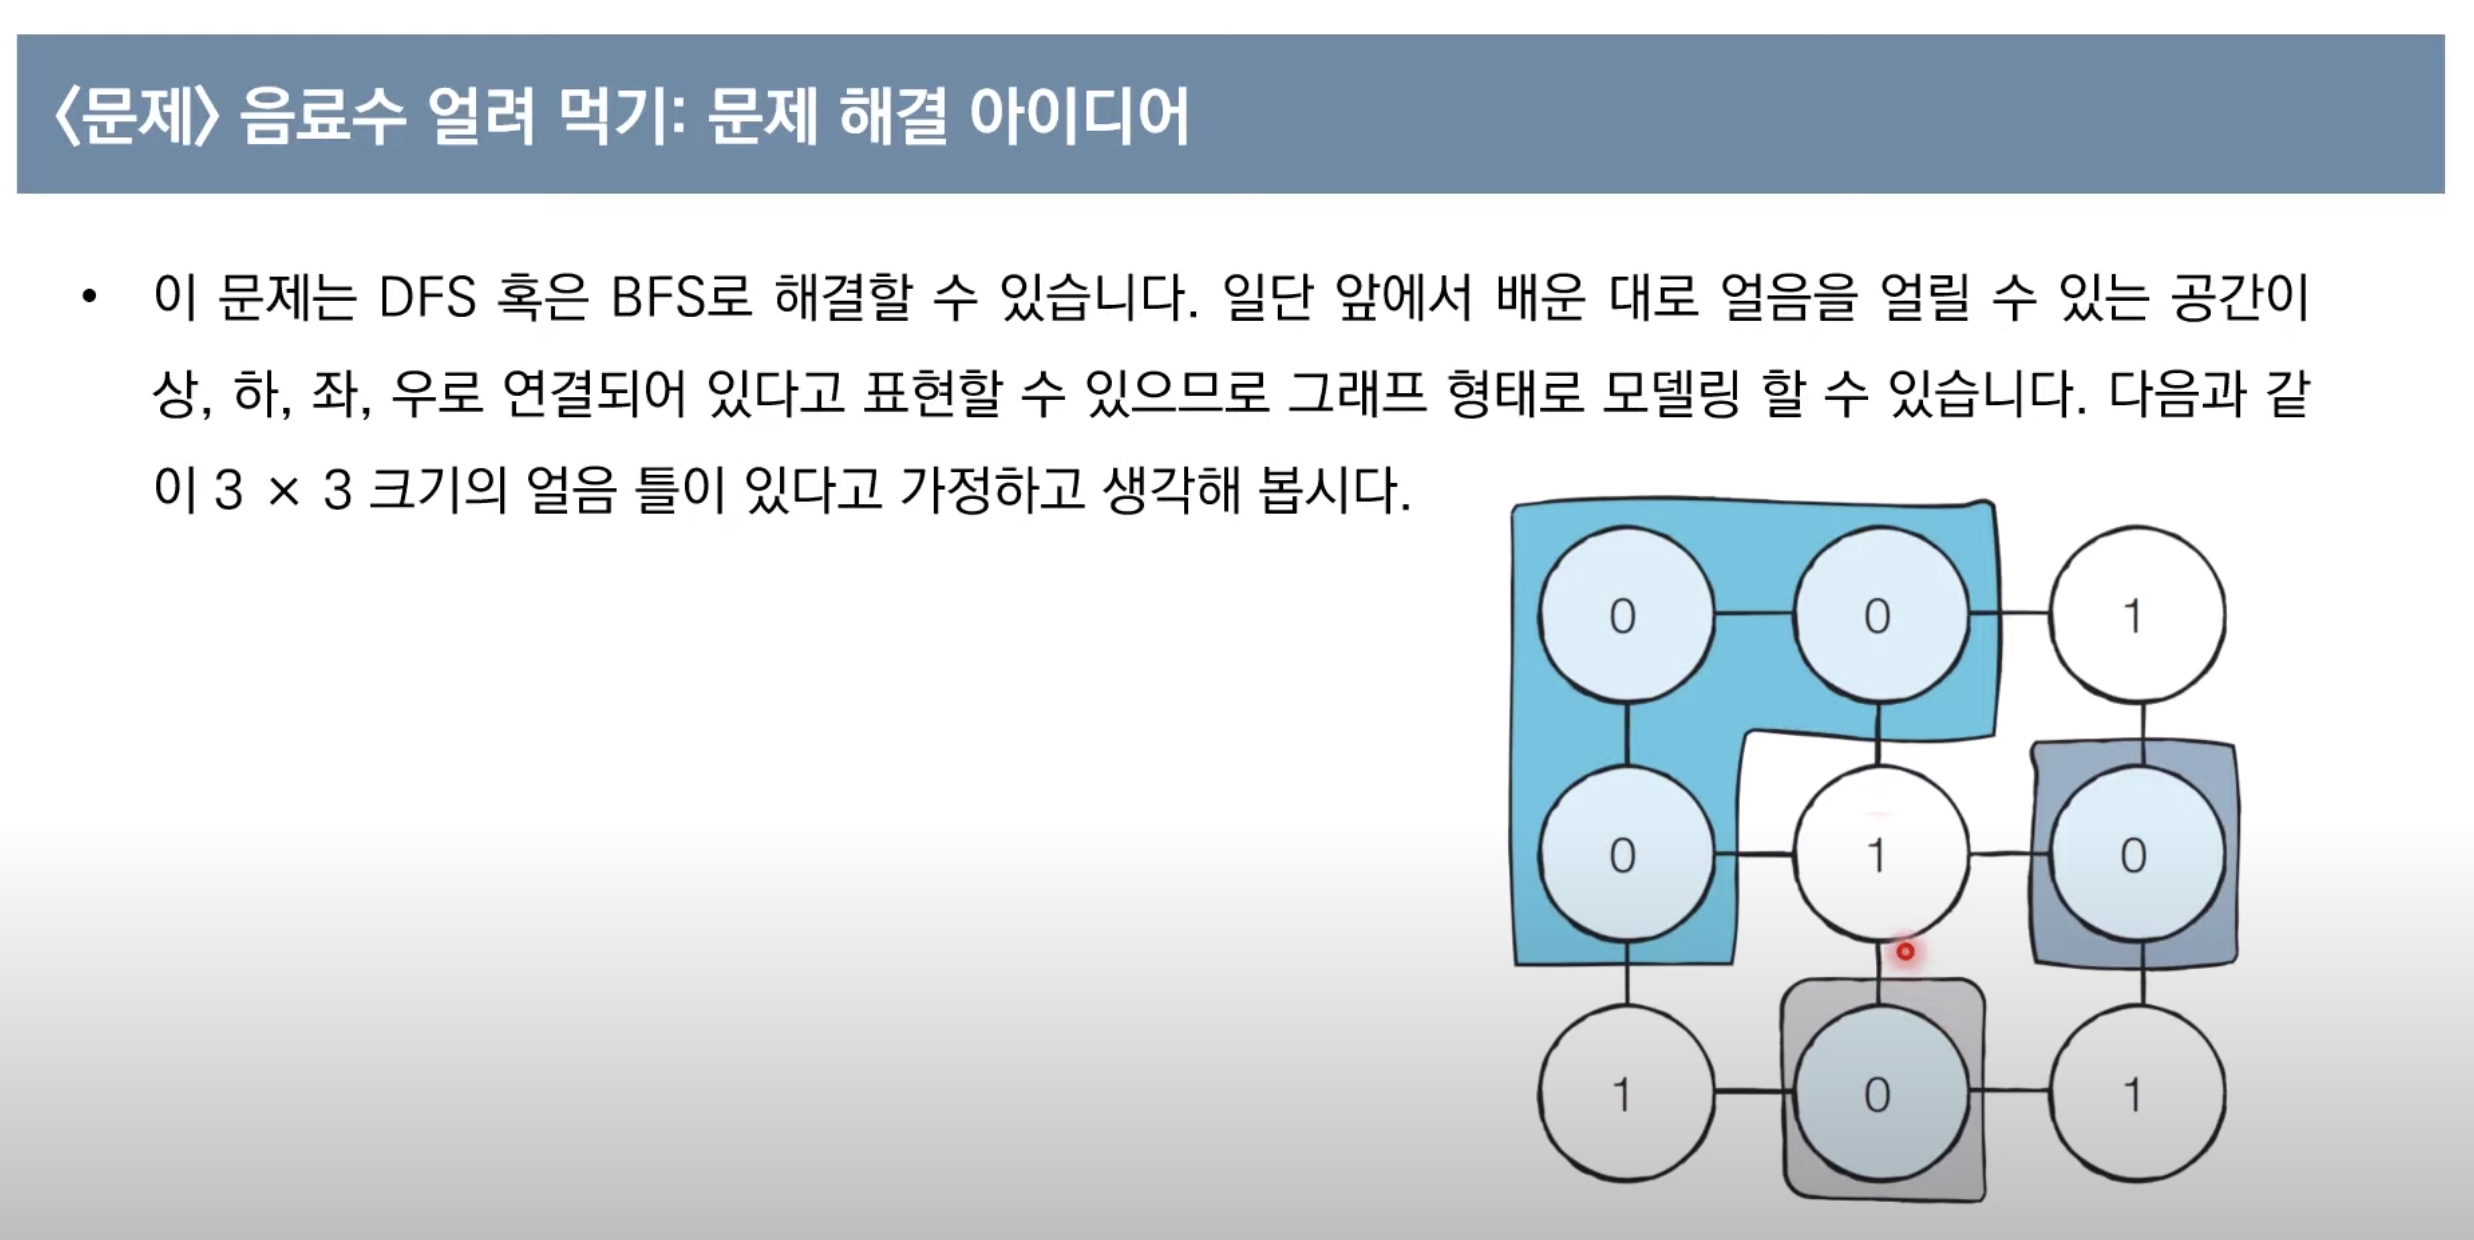 〈문제〉 음료수 얼려 먹기: 문제 해결 아이디어
• 이 문제는 DFS 혹은 BFS로 해결할 수 있습니다. 일단 앞에서 배운 대로 얼음을 얼릴 수 있는 공간이
상, 하, 좌, 우로 연결되어 있다고 표현할 수 있으므로 그래프 형태로 모델링 할 수 있습니다. 다음과 같
이 3 × 3 크기의 얼음 틀이 있다고 가정하고 생각해 봅시다.
0 0 1
0 1 0
1 0 1